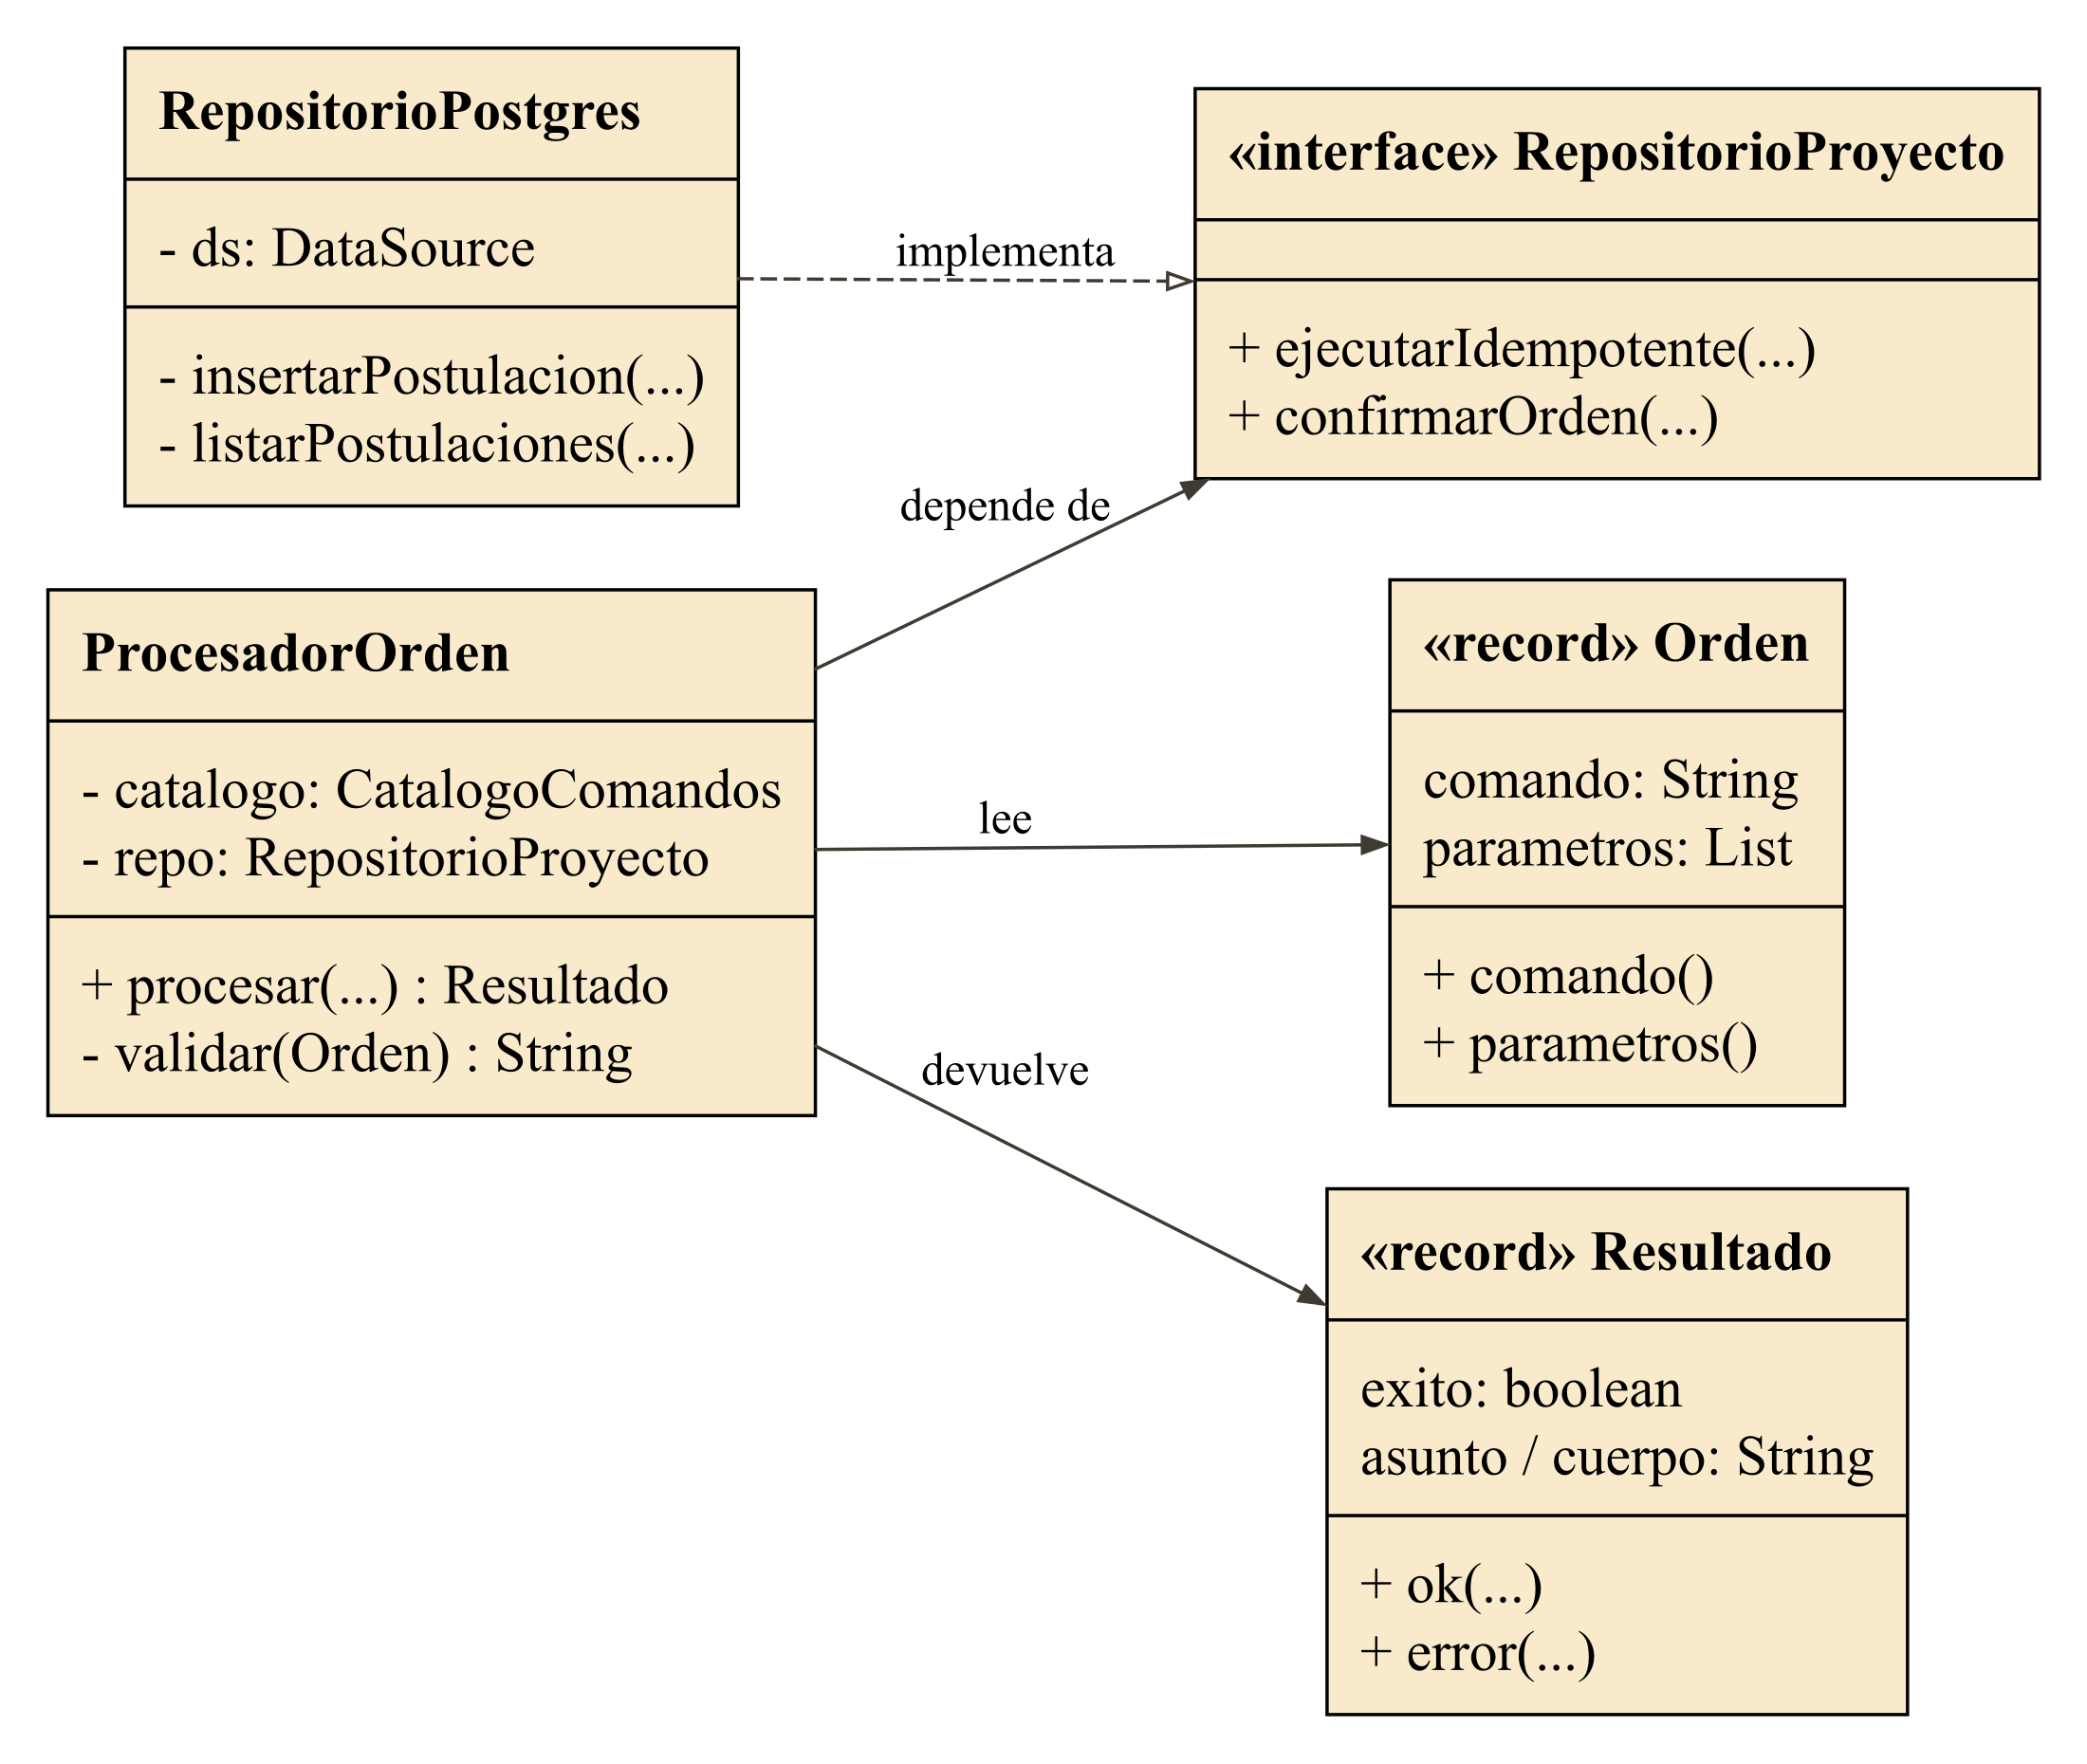 RepositorioPostgres
- ds: DataSource
- insertarPostulacion(...)
- listarPostulaciones(...)
implementa
«interface» RepositorioProyecto
+ ejecutarIdempotente(...)
+ confirmarOrden(...)
depende de
ProcesadorOrden
- catalogo: CatalogoComandos
- repo: RepositorioProyecto
+ procesar(...) : Resultado
- validar(Orden) : String
lee
«record» Orden
comando: String
parametros: List
+ comando()
+ parametros()
devuelve
«record» Resultado
exito: boolean
asunto / cuerpo: String
+ ok(...)
+ error(...)